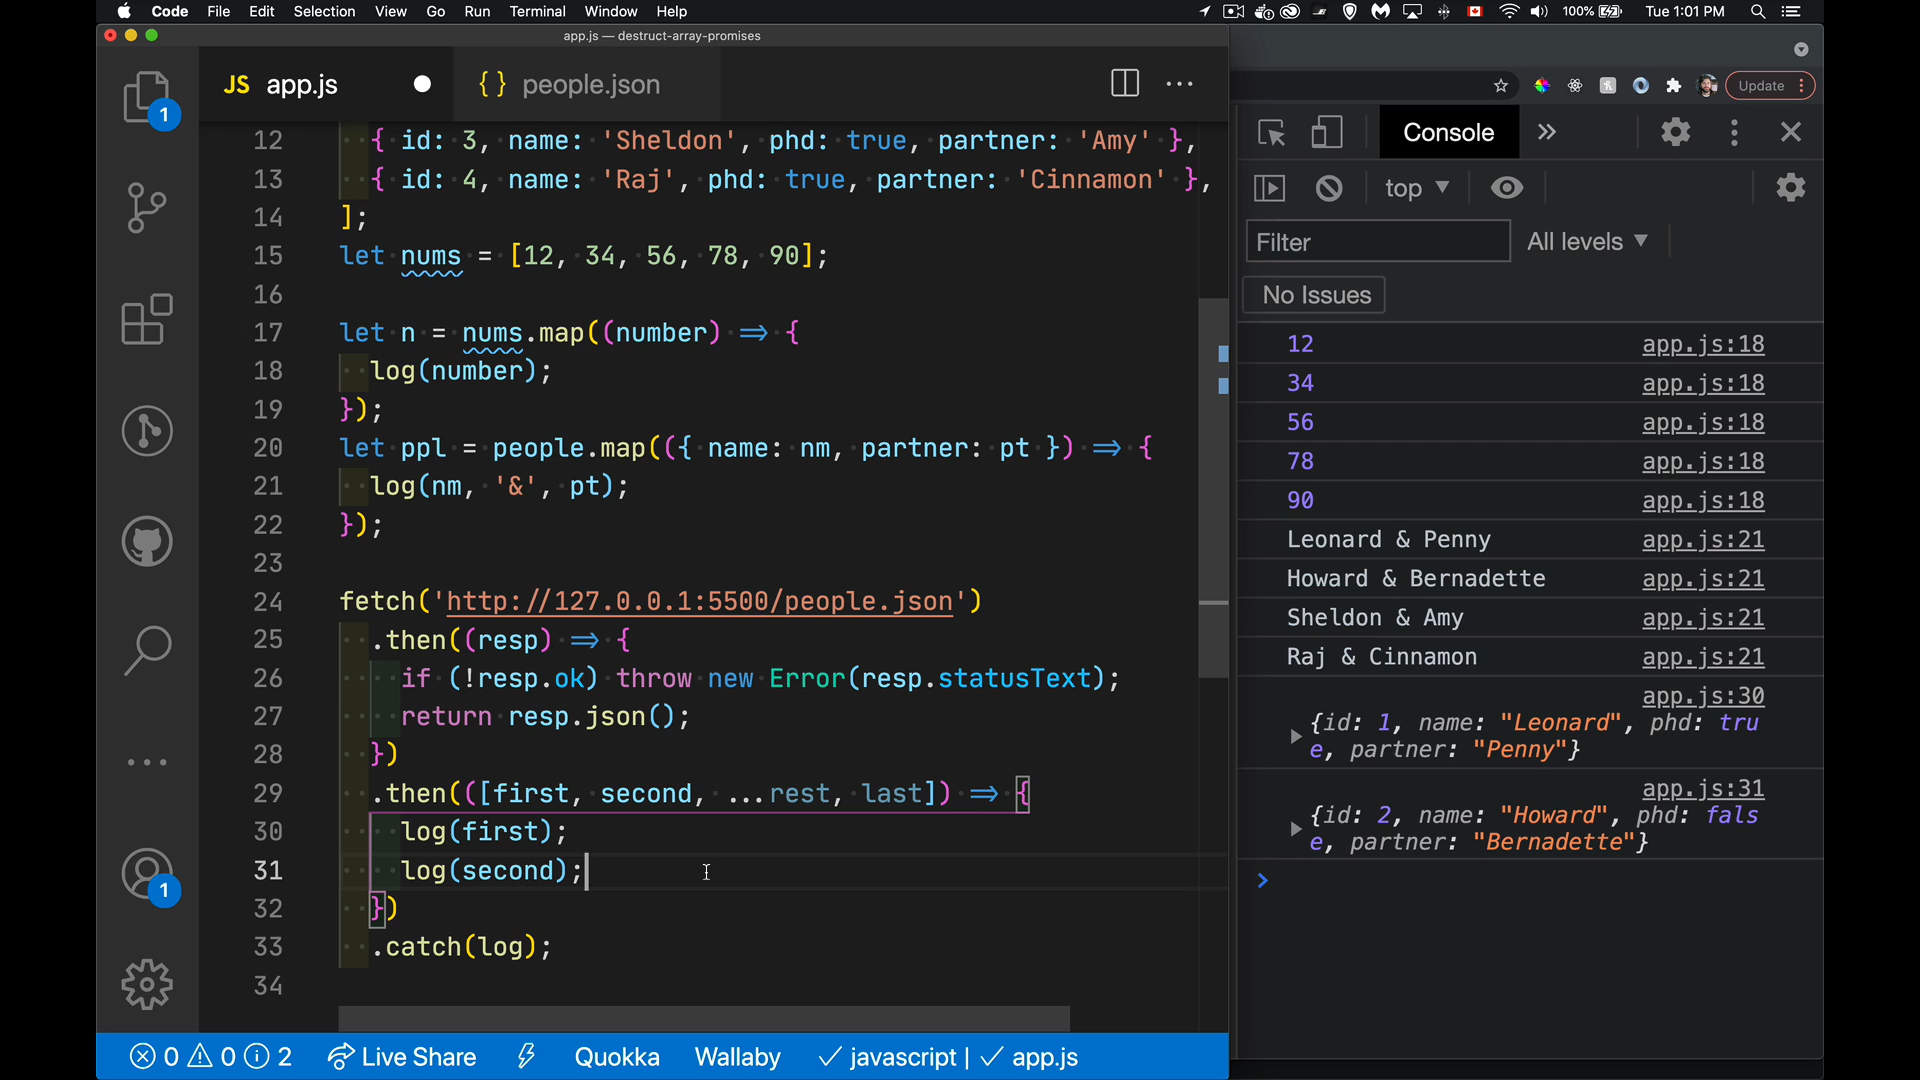 Code File Edit Selection View Go Run Terminal Window Help 100% Tue 1:01 PM
app.js — destruct-array-promises
JS app.js
{ } people.json
1
12 { id: 3, name: 'Sheldon', phd: true, partner: 'Amy' },
13 { id: 4, name: 'Raj', phd: true, partner: 'Cinnamon' },
14 ];
15 let nums = [12, 34, 56, 78, 90];
16
17 let n = nums.map((number) => {
18 log(number);
19 });
20 let ppl = people.map(({ name: nm, partner: pt }) => {
21 log(nm, '&', pt);
22 });
23
24 fetch('http://127.0.0.1:5500/people.json')
25 .then((resp) => {
26 if (!resp.ok) throw new Error(resp.statusText);
27 return resp.json();
28 })
29 .then(([first, second, ...rest, last]) => {
30 log(first);
31 log(second);
32 })
33 .catch(log);
34
1
0 0 2 Live Share Quokka Wallaby javascript | app.js
Update
Console »
top
Filter All levels
No Issues
12 app.js:18
34 app.js:18
56 app.js:18
78 app.js:18
90 app.js:18
Leonard & Penny app.js:21
Howard & Bernadette app.js:21
Sheldon & Amy app.js:21
Raj & Cinnamon app.js:21
app.js:30
{id: 1, name: "Leonard", phd: tru
e, partner: "Penny"}
app.js:31
{id: 2, name: "Howard", phd: fals
e, partner: "Bernadette"}